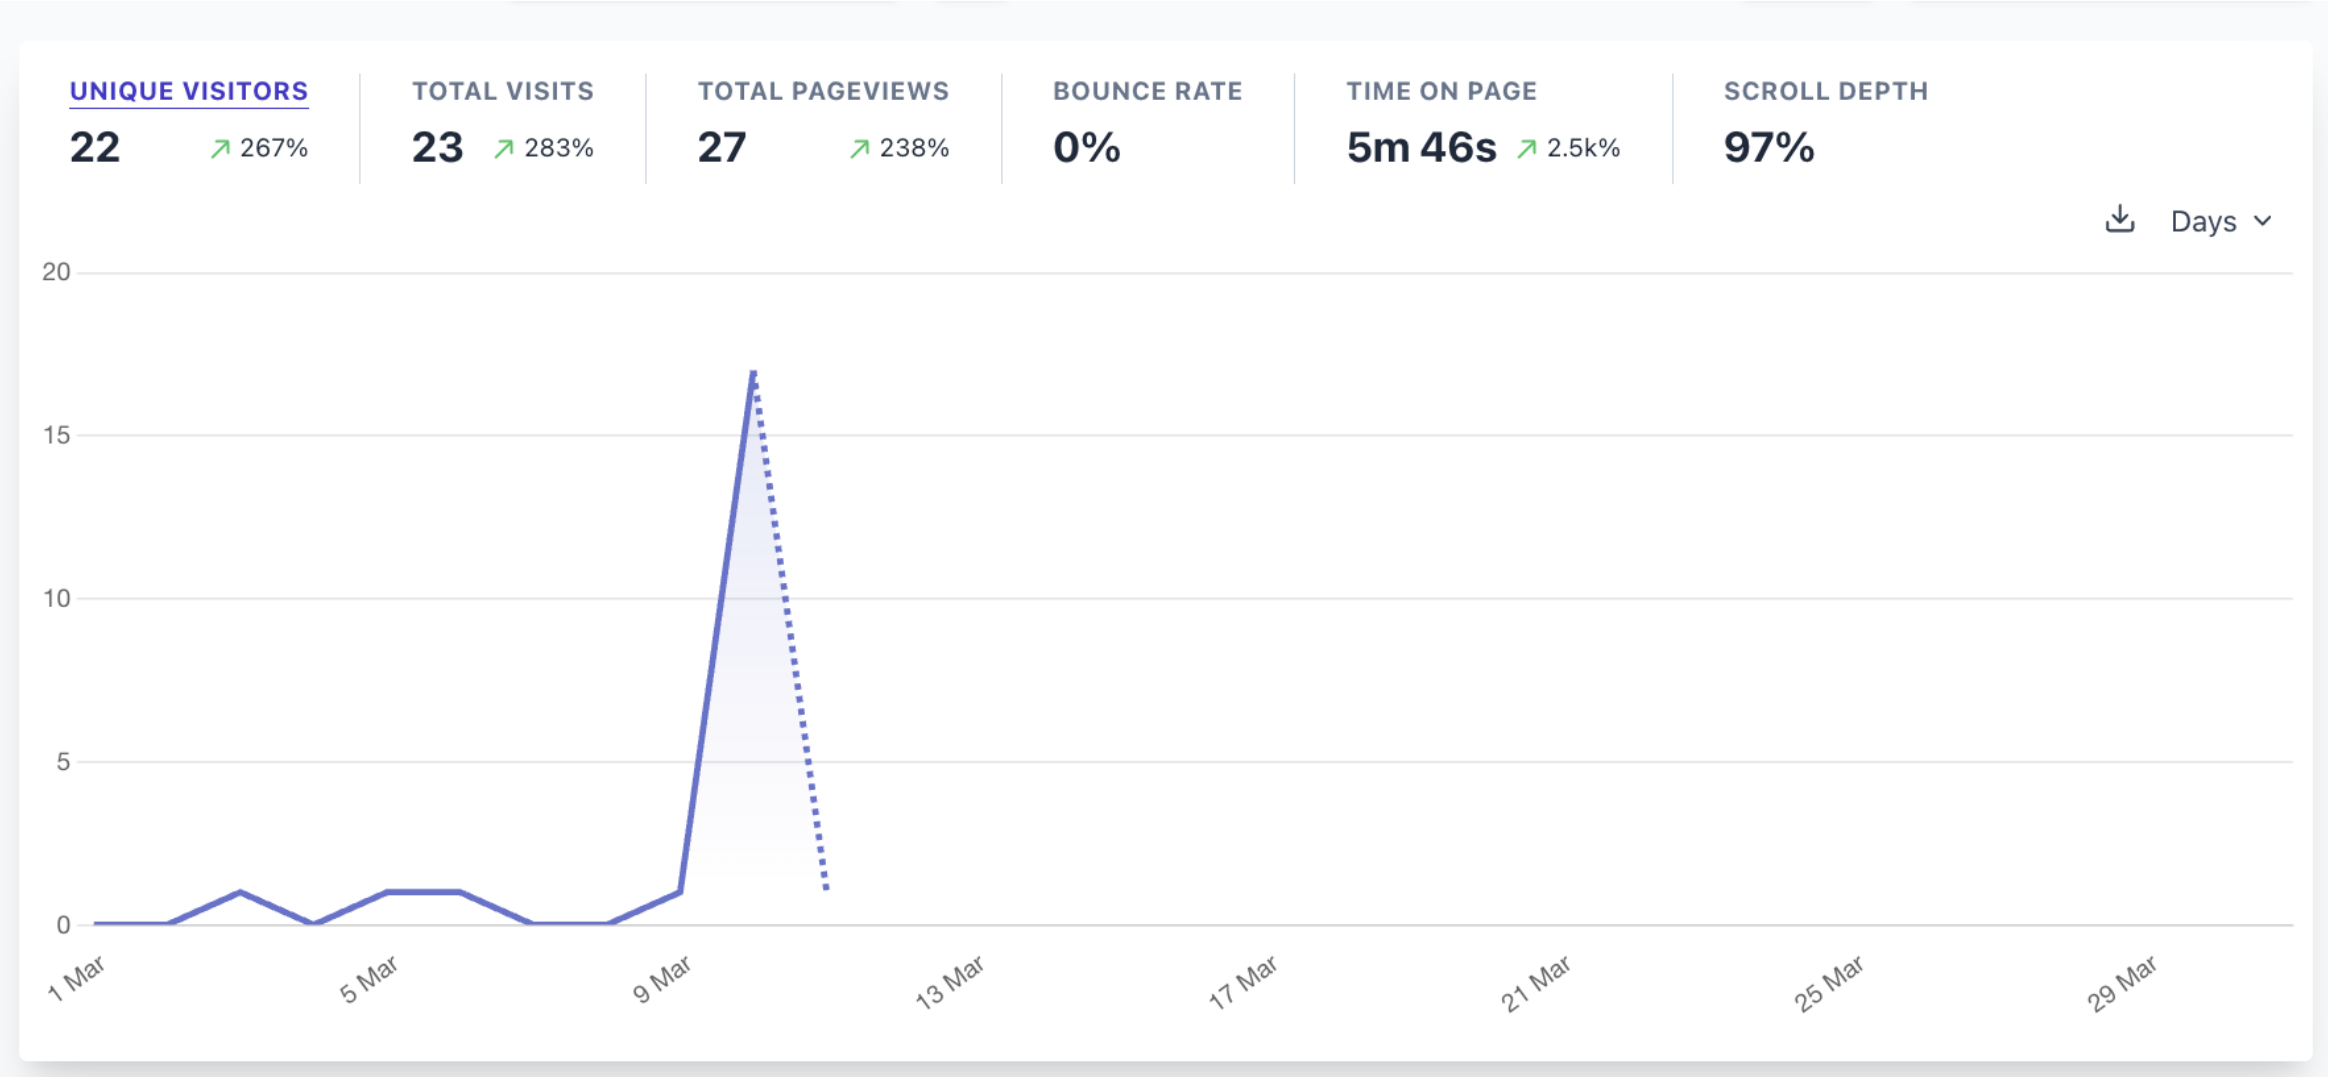 UNIQUE VISITORS
22 267%
TOTAL VISITS
23 283%
TOTAL PAGEVIEWS
27 238%
BOUNCE RATE
0%
TIME ON PAGE
5m 46s 2.5k%
SCROLL DEPTH
97%
Days
20
15
10
5
0
1 Mar
5 Mar
9 Mar
13 Mar
17 Mar
21 Mar
25 Mar
29 Mar